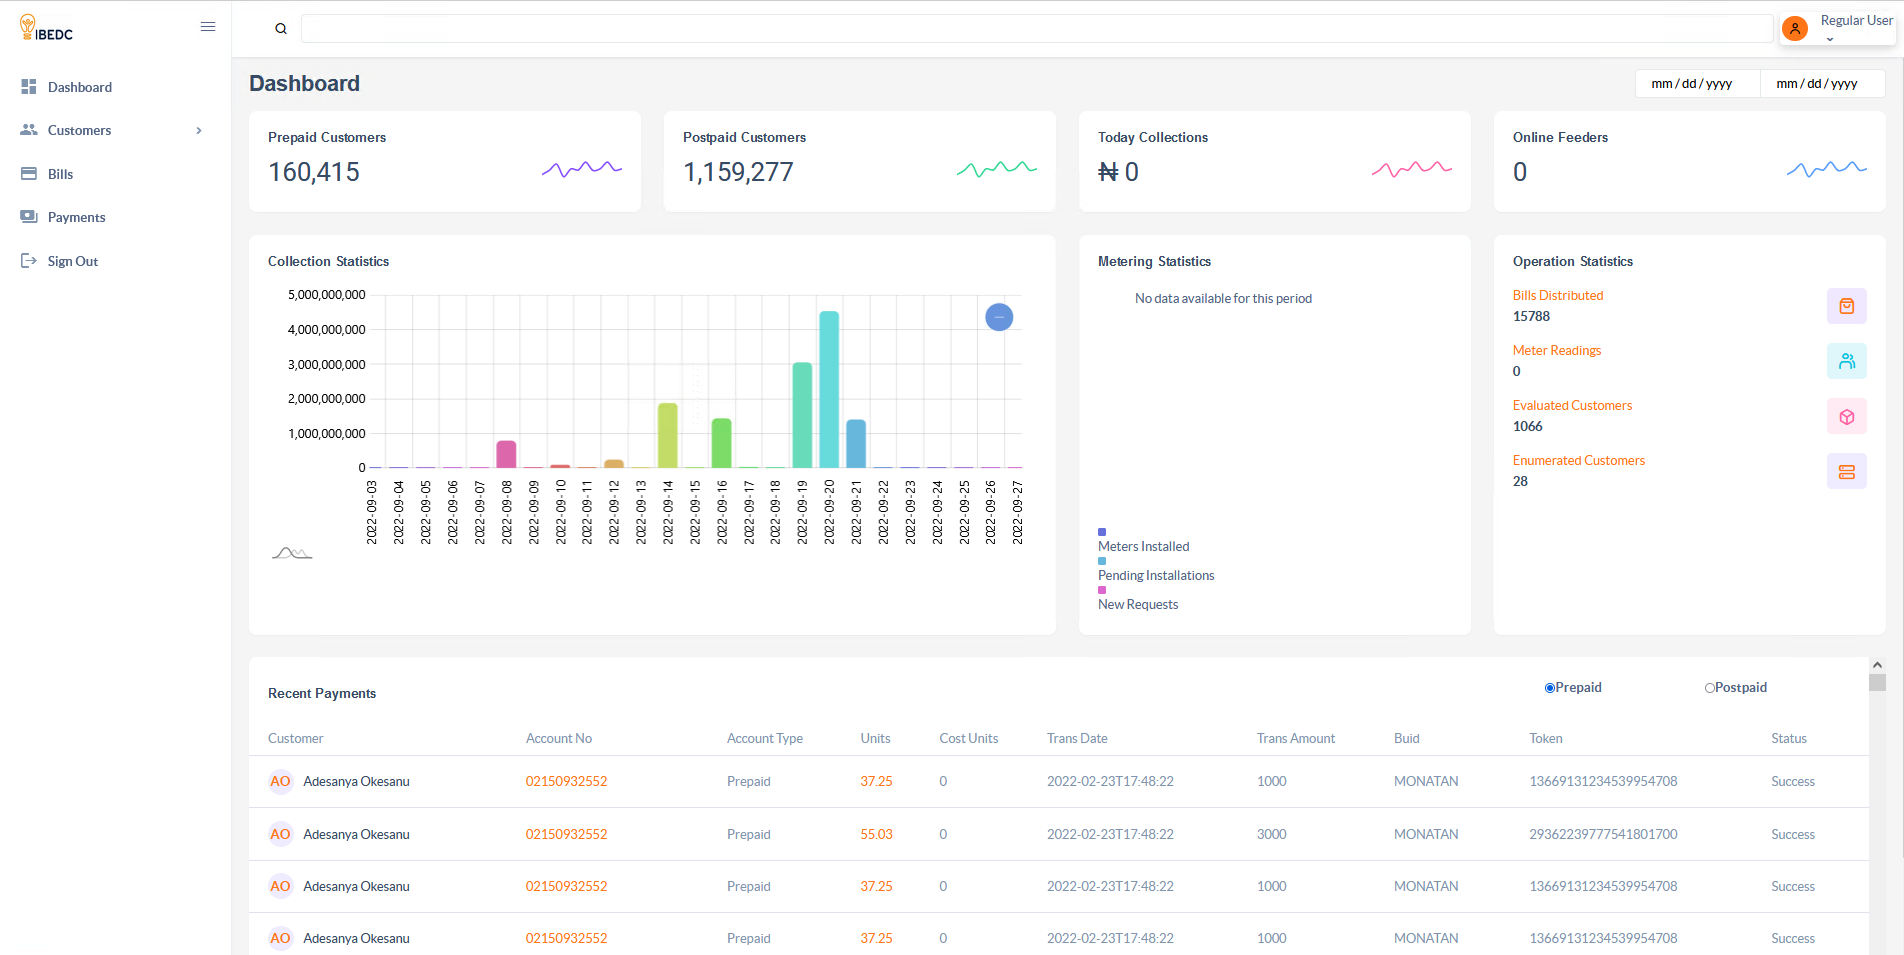 IBEDC
Regular User
Dashboard
Customers
Bills
Payments
Sign Out
Dashboard
mm / dd / yyyy mm / dd / yyyy
Prepaid Customers
160,415
Postpaid Customers
1,159,277
Today Collections
₦ 0
Online Feeders
0
Collection Statistics
5,000,000,000
4,000,000,000
3,000,000,000
2,000,000,000
1,000,000,000
0
2022-09-03
2022-09-04
2022-09-05
2022-09-06
2022-09-07
2022-09-08
2022-09-09
2022-09-10
2022-09-11
2022-09-12
2022-09-13
2022-09-14
2022-09-15
2022-09-16
2022-09-17
2022-09-18
2022-09-19
2022-09-20
2022-09-21
2022-09-22
2022-09-23
2022-09-24
2022-09-25
2022-09-26
2022-09-27
Metering Statistics
No data available for this period
Meters Installed
Pending Installations
New Requests
Operation Statistics
Bills Distributed
15788
Meter Readings
0
Evaluated Customers
1066
Enumerated Customers
28
Recent Payments
Prepaid Postpaid
Customer Account No Account Type Units Cost Units Trans Date Trans Amount Buid Token Status
AO Adesanya Okesanu 02150932552 Prepaid 37.25 0 2022-02-23T17:48:22 1000 MONATAN 13669131234539954708 Success
AO Adesanya Okesanu 02150932552 Prepaid 55.03 0 2022-02-23T17:48:22 3000 MONATAN 29362239777541801700 Success
AO Adesanya Okesanu 02150932552 Prepaid 37.25 0 2022-02-23T17:48:22 1000 MONATAN 13669131234539954708 Success
AO Adesanya Okesanu 02150932552 Prepaid 37.25 0 2022-02-23T17:48:22 1000 MONATAN 13669131234539954708 Success